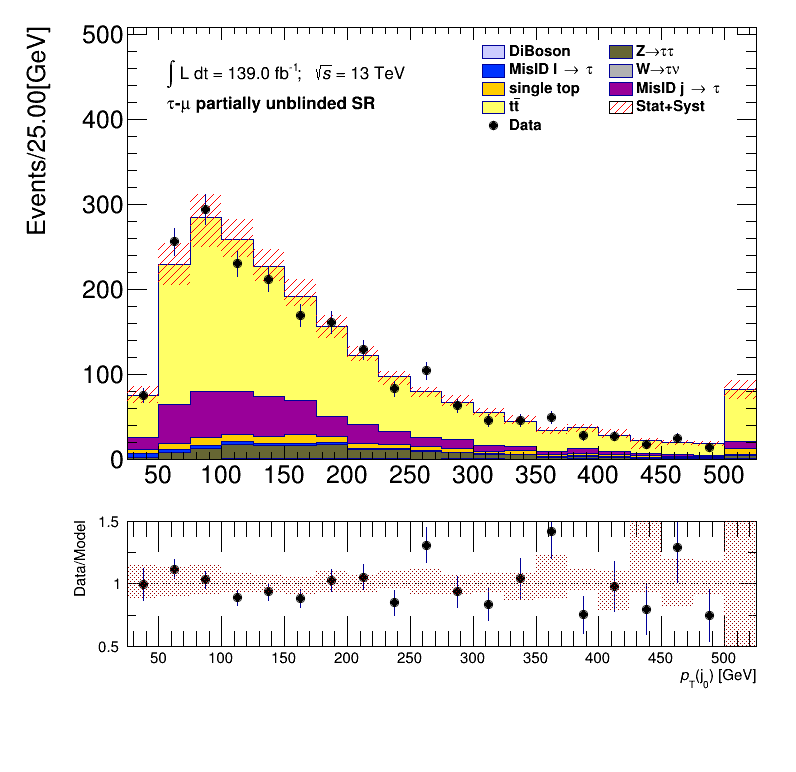 500
400
300
200
100
0
Events/25.00[GeV]
∫ L dt = 139.0 fb⁻¹; √s = 13 TeV
τ-μ partially unblinded SR
DiBoson
Z→ττ
MisID l → τ
W→τν
single top
MisID j → τ
tt̄
Stat+Syst
Data
50 100 150 200 250 300 350 400 450 500
Data/Model
1.5
1
0.5
50 100 150 200 250 300 350 400 450 500
p_T(j_0) [GeV]